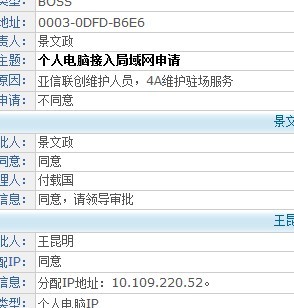 类型: BOSS
地址: 0003-0DFD-B6E6
责人: 景文政
主题: 个人电脑接入局域网申请
原因: 亚信联创维护人员，4A维护驻场服务
申请: 不同意
景文
批人: 景文政
同意: 同意
理人: 付载国
信息: 同意，请领导审批
王昆
批人: 王昆明
配IP: 同意
信息: 分配IP地址：10.109.220.52。
类型: 个人电脑IP